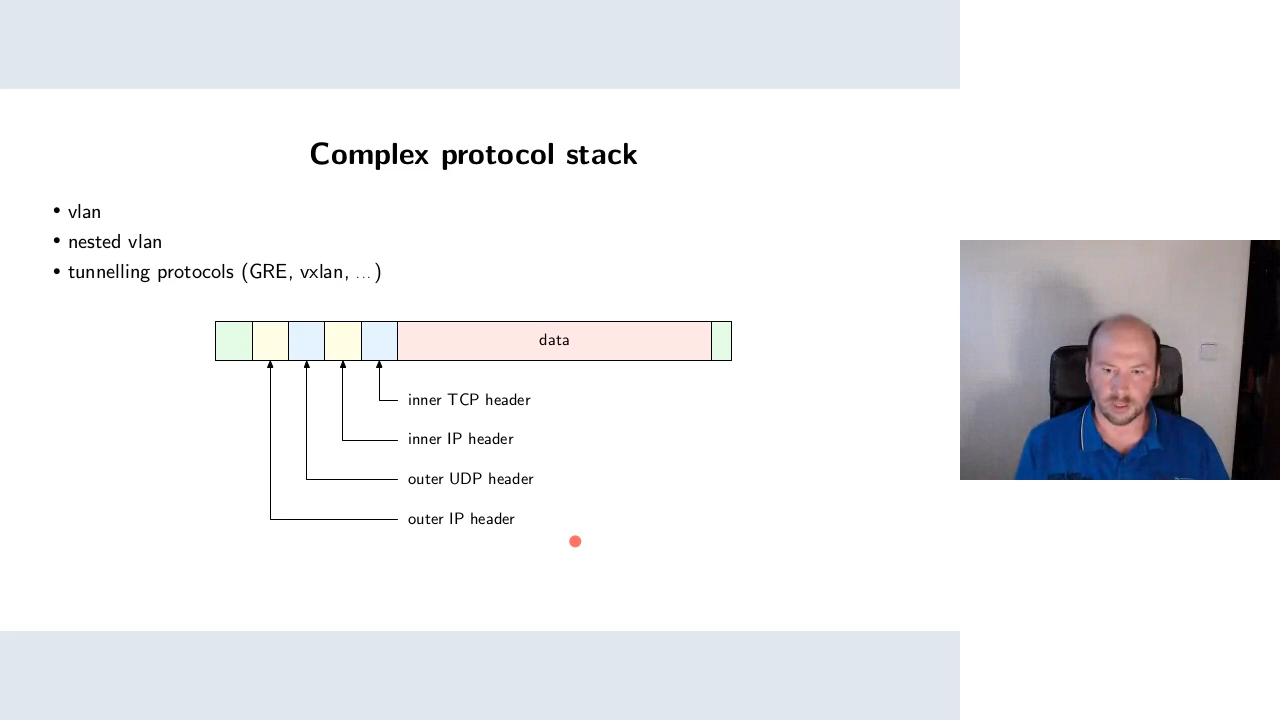 Complex protocol stack
• vlan
• nested vlan
• tunnelling protocols (GRE, vxlan, ...)
data
inner TCP header
inner IP header
outer UDP header
outer IP header